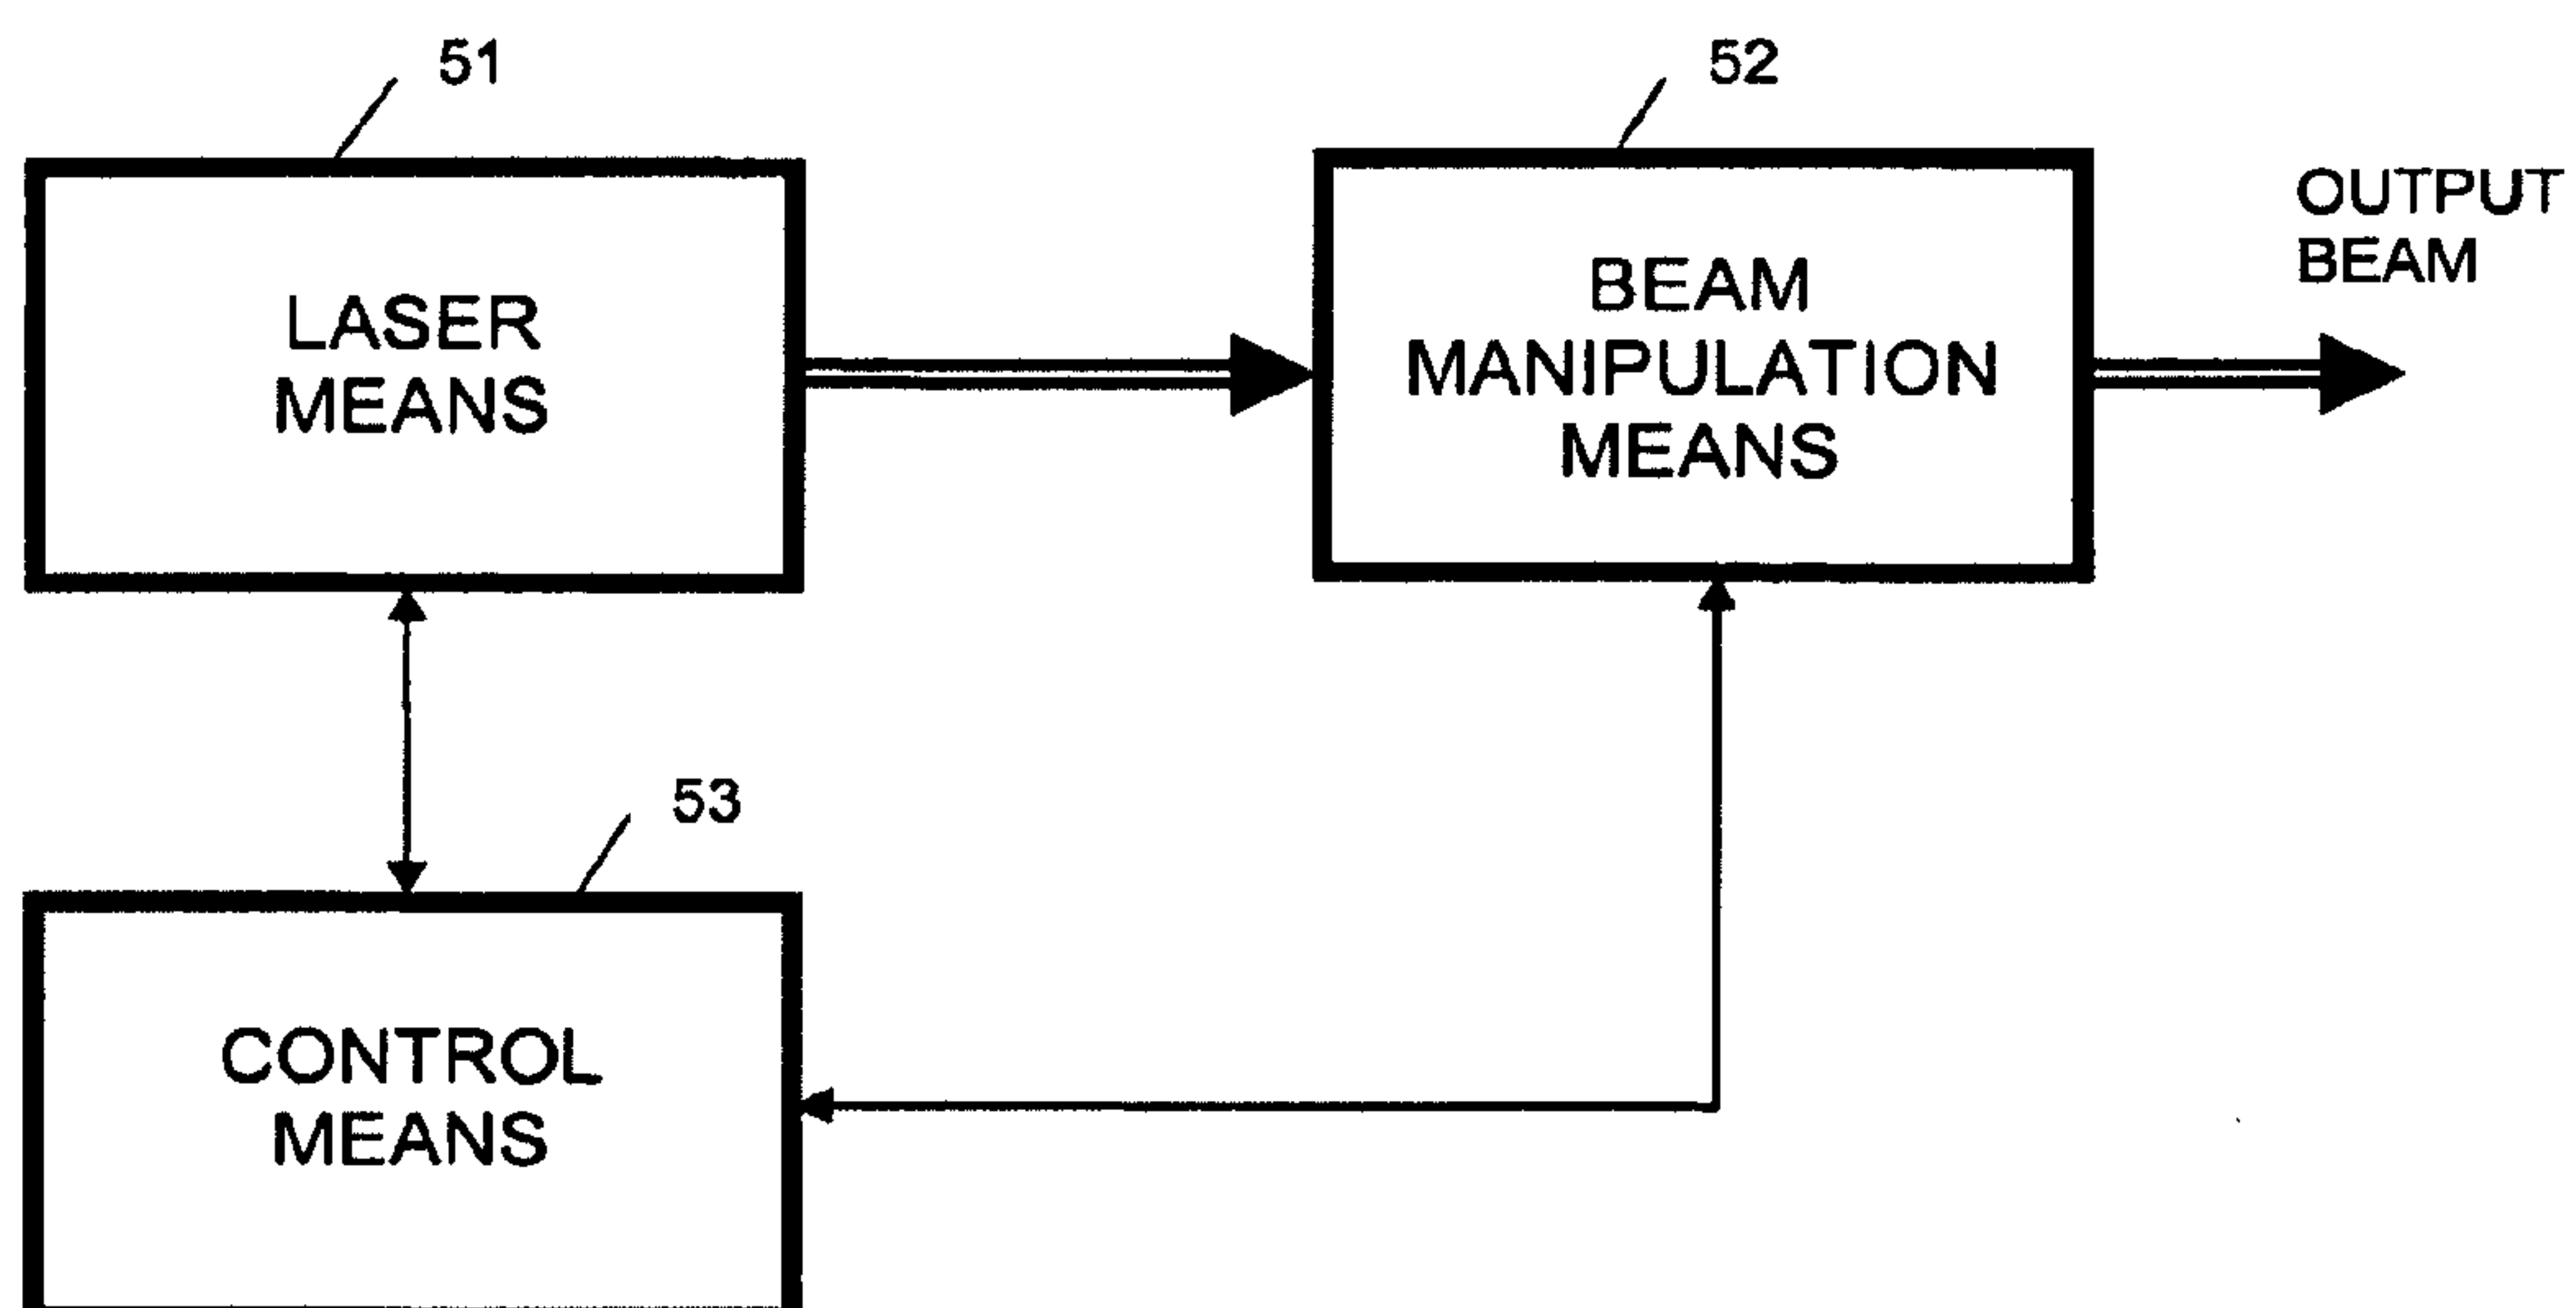 51
52
LASER
MEANS
BEAM
MANIPULATION
MEANS
OUTPUT
BEAM
53
CONTROL
MEANS